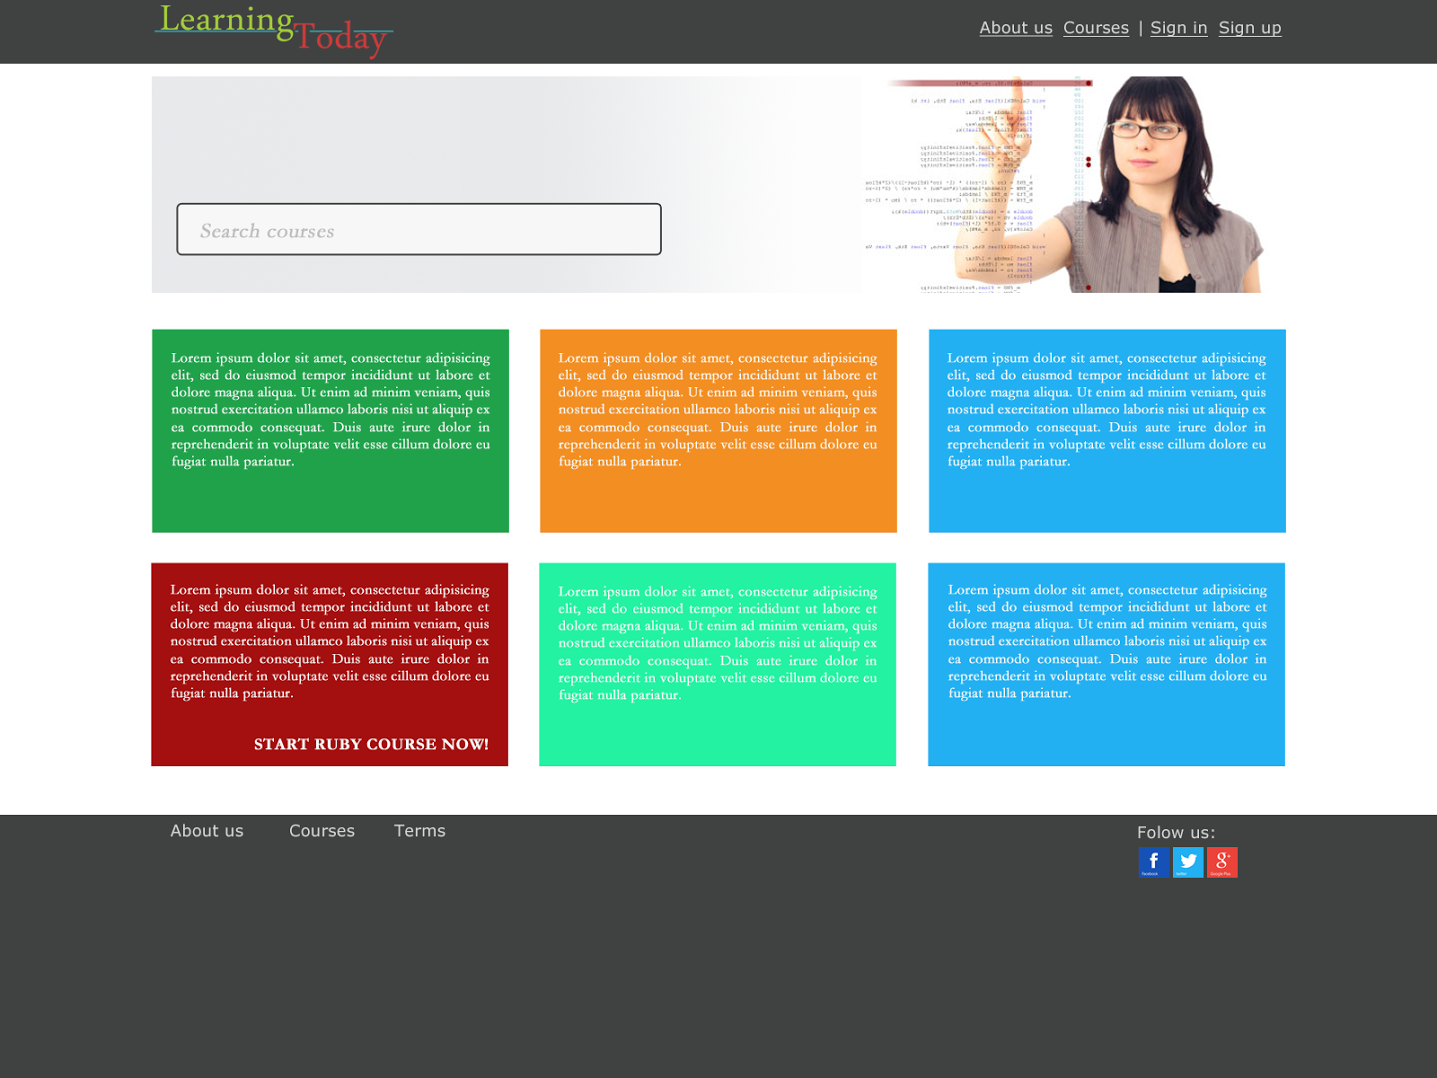 Learning
Today
About us Courses | Sign in Sign up
Search courses
Lorem ipsum dolor sit amet, consectetur adipisicing
elit, sed do eiusmod tempor incididunt ut labore et
dolore magna aliqua. Ut enim ad minim veniam, quis
nostrud exercitation ullamco laboris nisi ut aliquip ex
ea commodo consequat. Duis aute irure dolor in
reprehenderit in voluptate velit esse cillum dolore eu
fugiat nulla pariatur.
Lorem ipsum dolor sit amet, consectetur adipisicing
elit, sed do eiusmod tempor incididunt ut labore et
dolore magna aliqua. Ut enim ad minim veniam, quis
nostrud exercitation ullamco laboris nisi ut aliquip ex
ea commodo consequat. Duis aute irure dolor in
reprehenderit in voluptate velit esse cillum dolore eu
fugiat nulla pariatur.
Lorem ipsum dolor sit amet, consectetur adipisicing
elit, sed do eiusmod tempor incididunt ut labore et
dolore magna aliqua. Ut enim ad minim veniam, quis
nostrud exercitation ullamco laboris nisi ut aliquip ex
ea commodo consequat. Duis aute irure dolor in
reprehenderit in voluptate velit esse cillum dolore eu
fugiat nulla pariatur.
Lorem ipsum dolor sit amet, consectetur adipisicing
elit, sed do eiusmod tempor incididunt ut labore et
dolore magna aliqua. Ut enim ad minim veniam, quis
nostrud exercitation ullamco laboris nisi ut aliquip ex
ea commodo consequat. Duis aute irure dolor in
reprehenderit in voluptate velit esse cillum dolore eu
fugiat nulla pariatur.
START RUBY COURSE NOW!
Lorem ipsum dolor sit amet, consectetur adipisicing
elit, sed do eiusmod tempor incididunt ut labore et
dolore magna aliqua. Ut enim ad minim veniam, quis
nostrud exercitation ullamco laboris nisi ut aliquip ex
ea commodo consequat. Duis aute irure dolor in
reprehenderit in voluptate velit esse cillum dolore eu
fugiat nulla pariatur.
Lorem ipsum dolor sit amet, consectetur adipisicing
elit, sed do eiusmod tempor incididunt ut labore et
dolore magna aliqua. Ut enim ad minim veniam, quis
nostrud exercitation ullamco laboris nisi ut aliquip ex
ea commodo consequat. Duis aute irure dolor in
reprehenderit in voluptate velit esse cillum dolore eu
fugiat nulla pariatur.
About us Courses Terms
Folow us:
Facebook twitter Google Plus